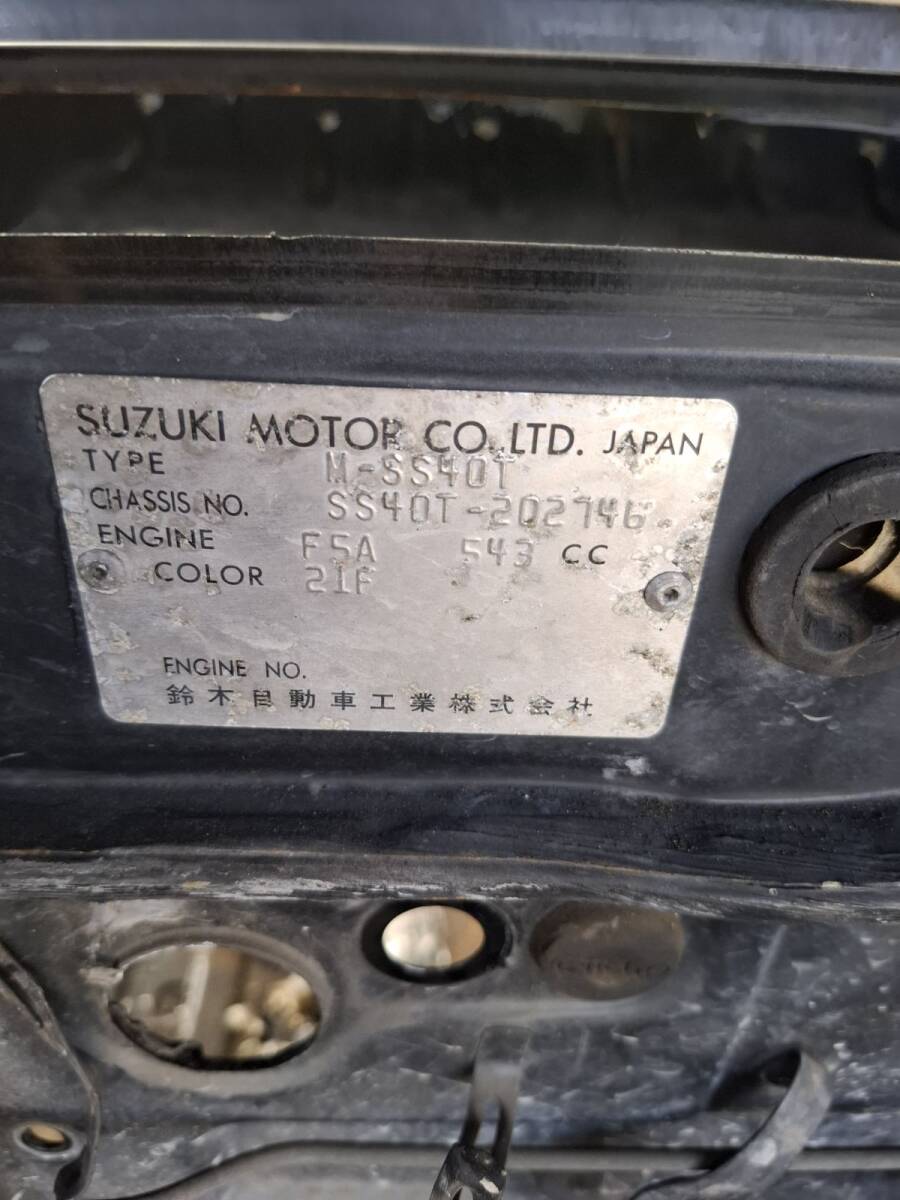 SUZUKI MOTOR CO.,LTD. JAPAN
TYPE M-SS40T
CHASSIS NO. SS40T-202746
ENGINE F5A 543 CC
COLOR 21F
ENGINE NO.
鈴木自動車工業株式会社